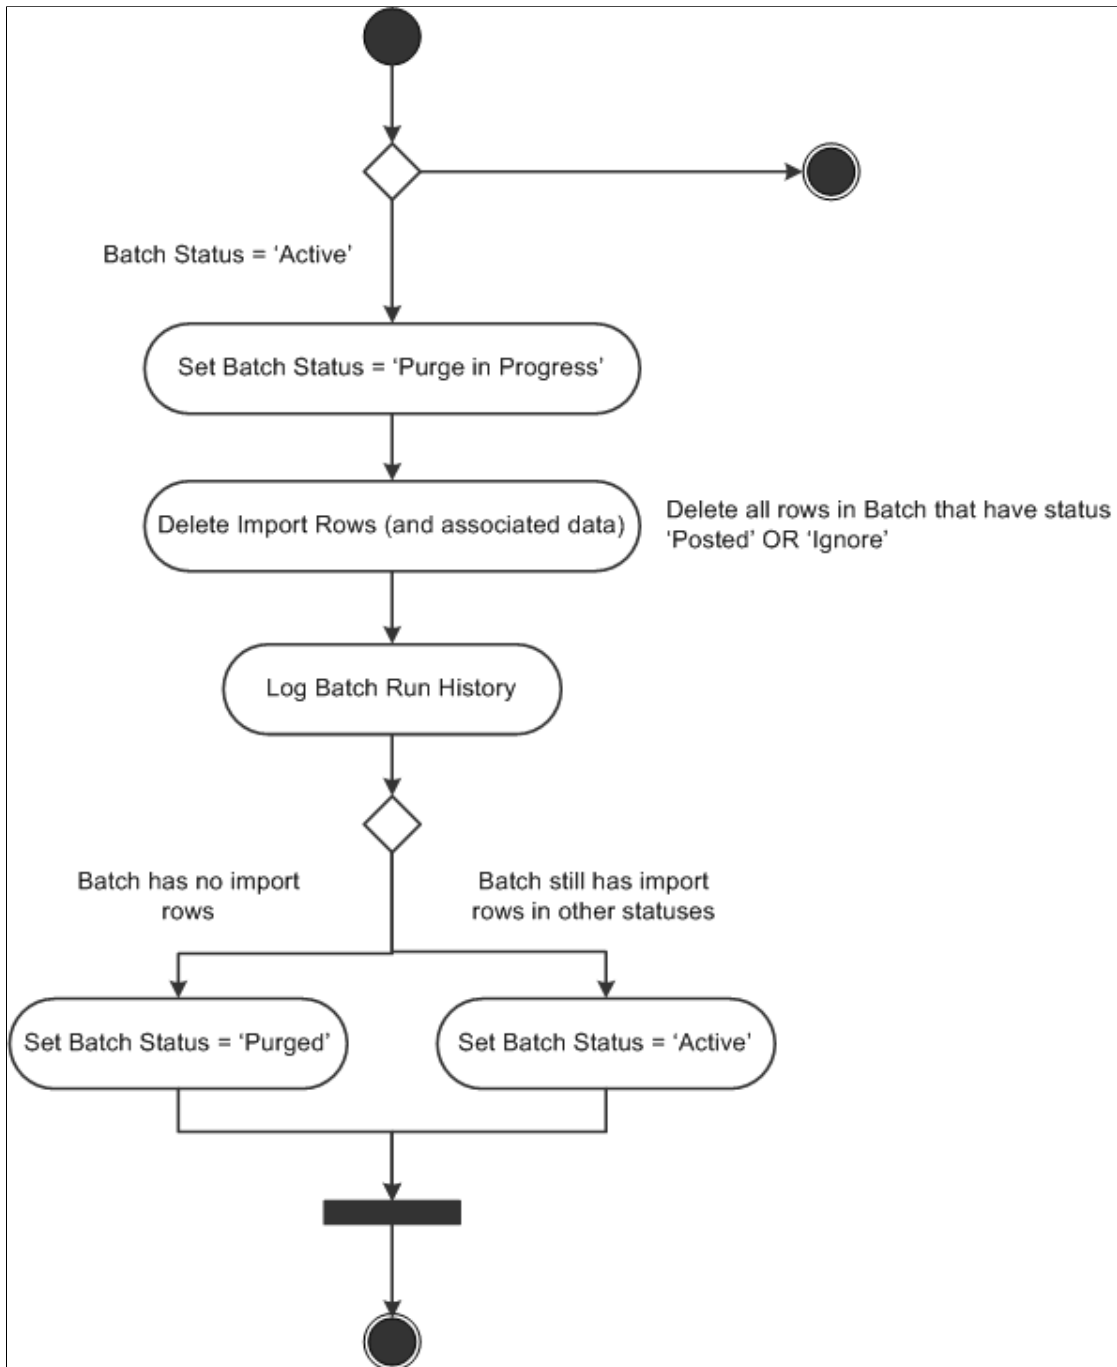 Batch Status = ‘Active’
Set Batch Status = ‘Purge in Progress’
Delete Import Rows (and associated data)
Delete all rows in Batch that have status
‘Posted’ OR ‘Ignore’
Log Batch Run History
Batch has no import
rows
Batch still has import
rows in other statuses
Set Batch Status = ‘Purged’
Set Batch Status = ‘Active’